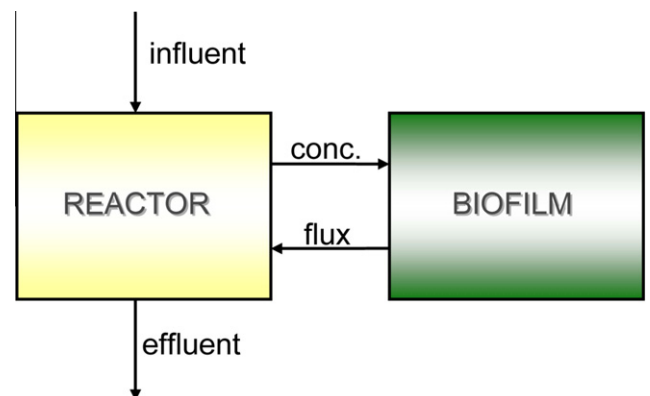 influent
conc.
REACTOR
BIOFILM
flux
effluent